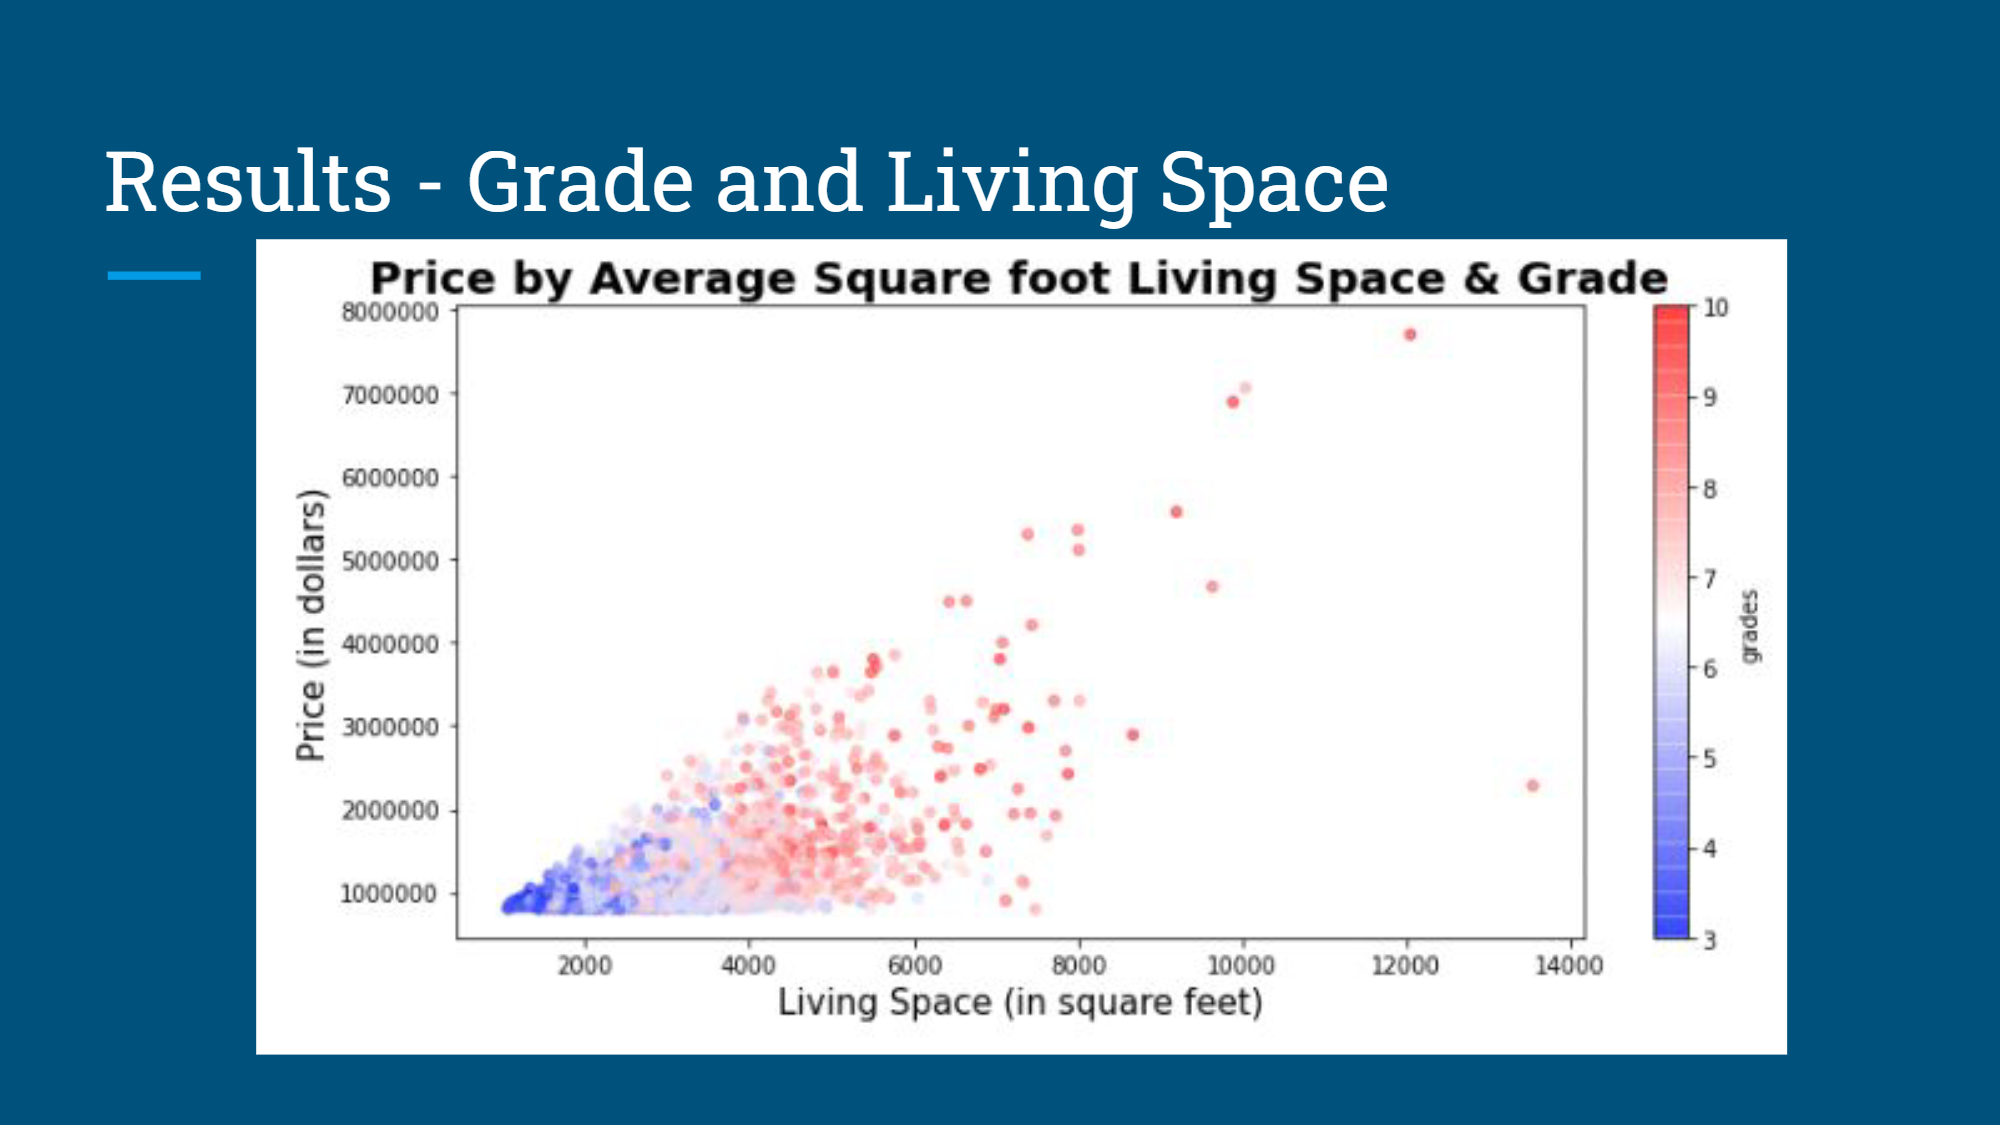 Results - Grade and Living Space
Price by Average Square foot Living Space & Grade
8000000
7000000
6000000
5000000
4000000
3000000
2000000
1000000
Price (in dollars)
2000 4000 6000 8000 10000 12000 14000
Living Space (in square feet)
10
9
8
7
6
5
4
3
grades